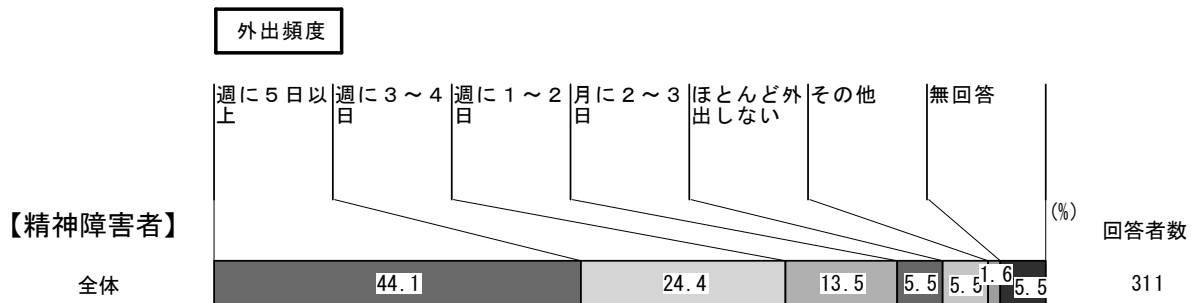 外出頻度
週に５日以上
週に３～４日
週に１～２日
月に２～３日
ほとんど外出しない
その他
無回答
(%)
【精神障害者】
回答者数
全体
44.1
24.4
13.5
5.5
5.5
1.6
5.5
311